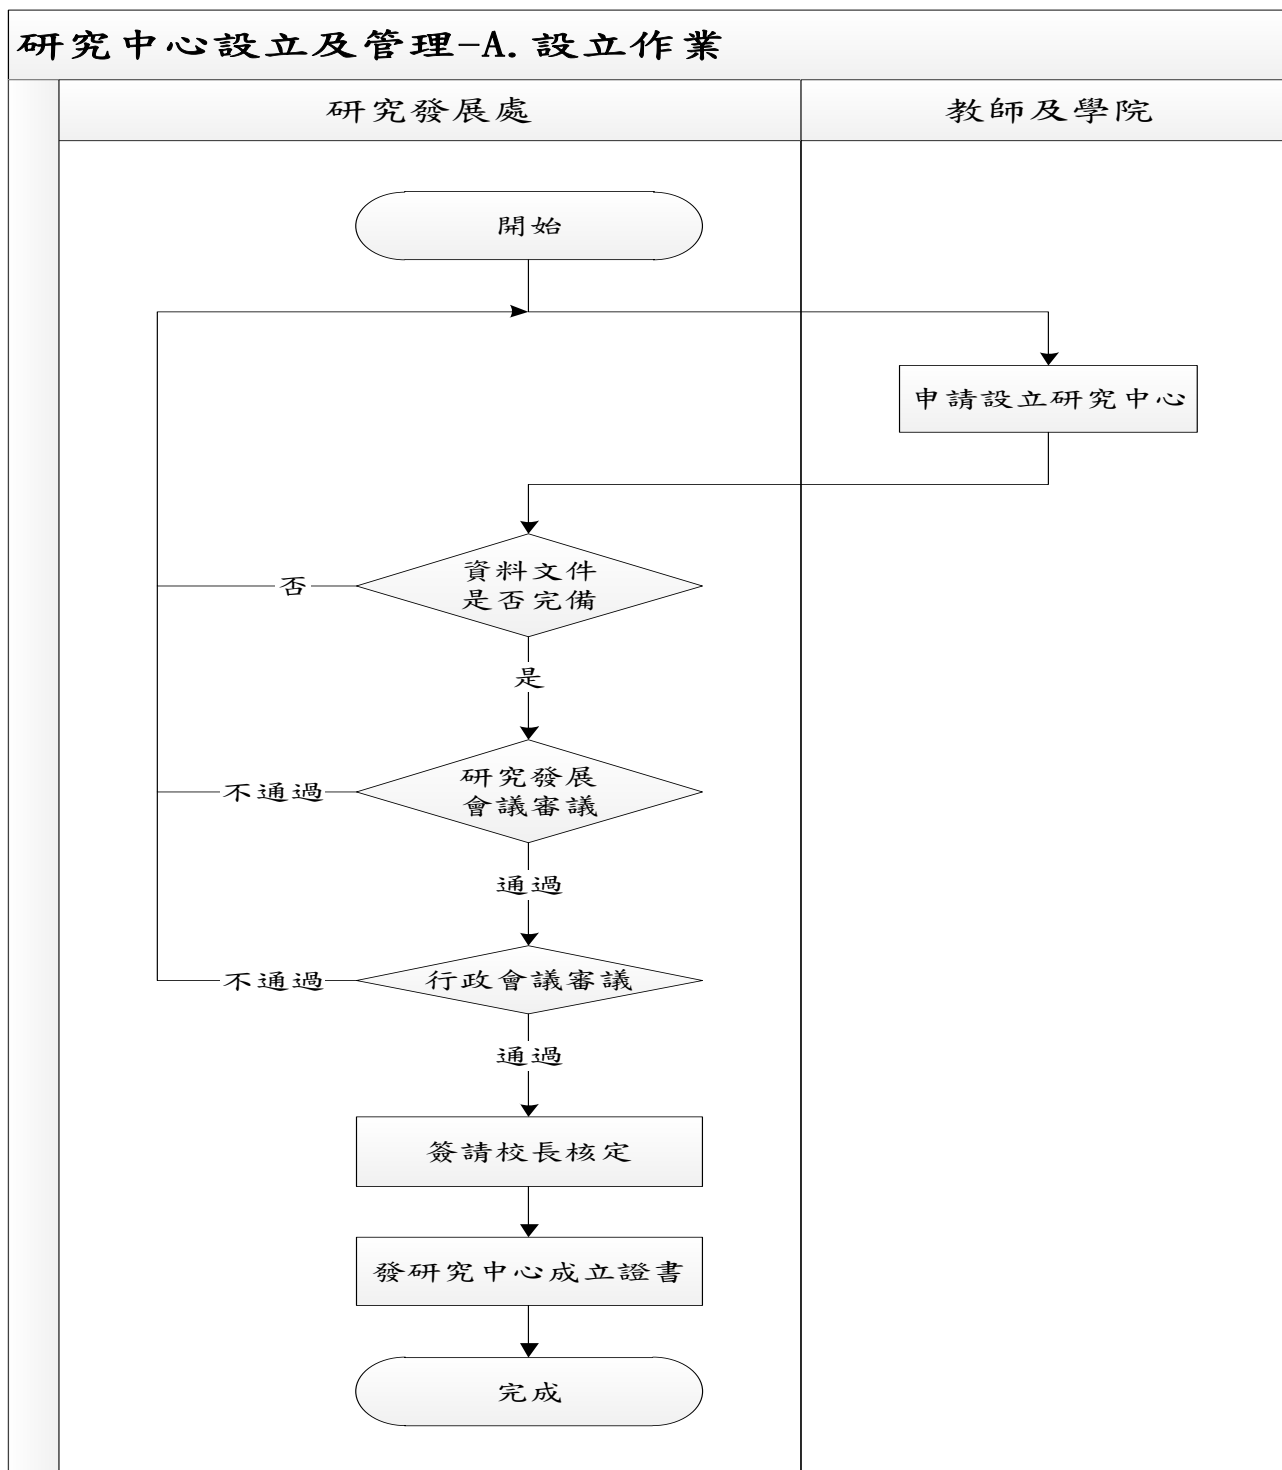 研究中心設立及管理-A.設立作業
研究發展處
教師及學院
開始
申請設立研究中心
資料文件
是否完備
否
是
研究發展
會議審議
不通過
通過
行政會議審議
不通過
通過
簽請校長核定
發研究中心成立證書
完成